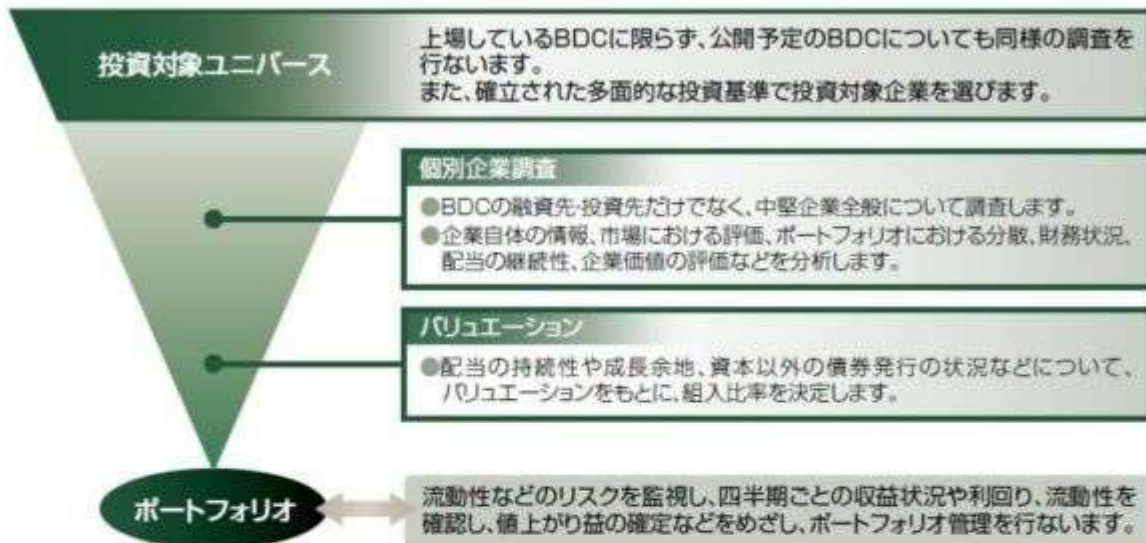 投資対象ユニバース
上場しているBDCに限らず、公開予定のBDCについても同様の調査を
行ないます。
また、確立された多面的な投資基準で投資対象企業を選びます。
個別企業調査
●BDCの融資先・投資先だけでなく、中堅企業全般について調査します。
●企業自体の情報、市場における評価、ポートフォリオにおける分散、財務状況、
配当の継続性、企業価値の評価などを分析します。
バリュエーション
●配当の持続性や成長余地、資本以外の債券発行の状況などについて、
バリュエーションをもとに、組入比率を決定します。
ポートフォリオ
流動性などのリスクを監視し、四半期ごとの収益状況や利回り、流動性を
確認し、値上がり益の確定などをめざし、ポートフォリオ管理を行ないます。